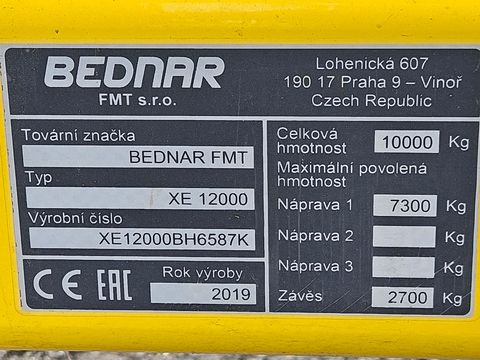 BEDNAR
FMT s.r.o.
Lohenická 607
190 17 Praha 9 – Vinoř
Czech Republic
Tovární značka
BEDNAR FMT
Typ
XE 12000
Výrobní číslo
XE12000BH6587K
CE EAC
Rok výroby
2019
Celková
hmotnost 10000 Kg
Maximální povolená
hmotnost
Náprava 1 7300 Kg
Náprava 2 Kg
Náprava 3 Kg
Závěs 2700 Kg